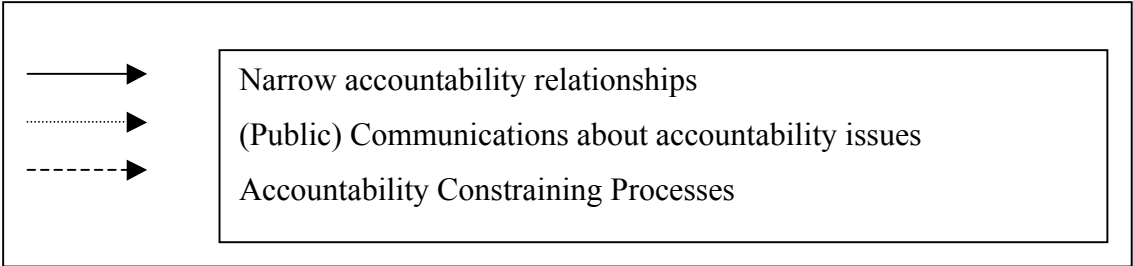 Narrow accountability relationships
(Public) Communications about accountability issues
Accountability Constraining Processes